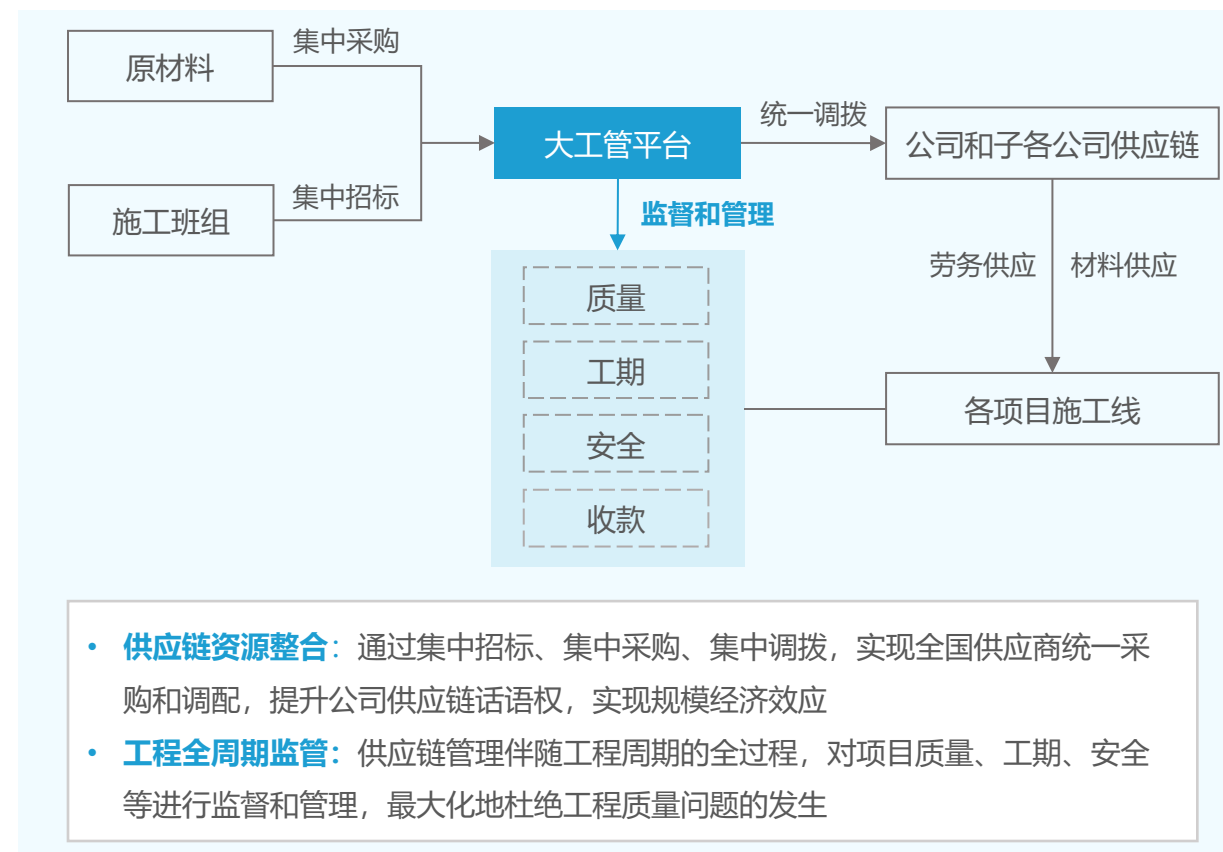 集中采购
原材料
大工管平台
统一调拨
公司和子各公司供应链
集中招标
施工班组
监督和管理
劳务供应
材料供应
质量
工期
安全
收款
各项目施工线
• 供应链资源整合：通过集中招标、集中采购、集中调拨，实现全国供应商统一采
购和调配，提升公司供应链话语权，实现规模经济效应
• 工程全周期监管：供应链管理伴随工程周期的全过程，对项目质量、工期、安全
等进行监督和管理，最大化地杜绝工程质量问题的发生